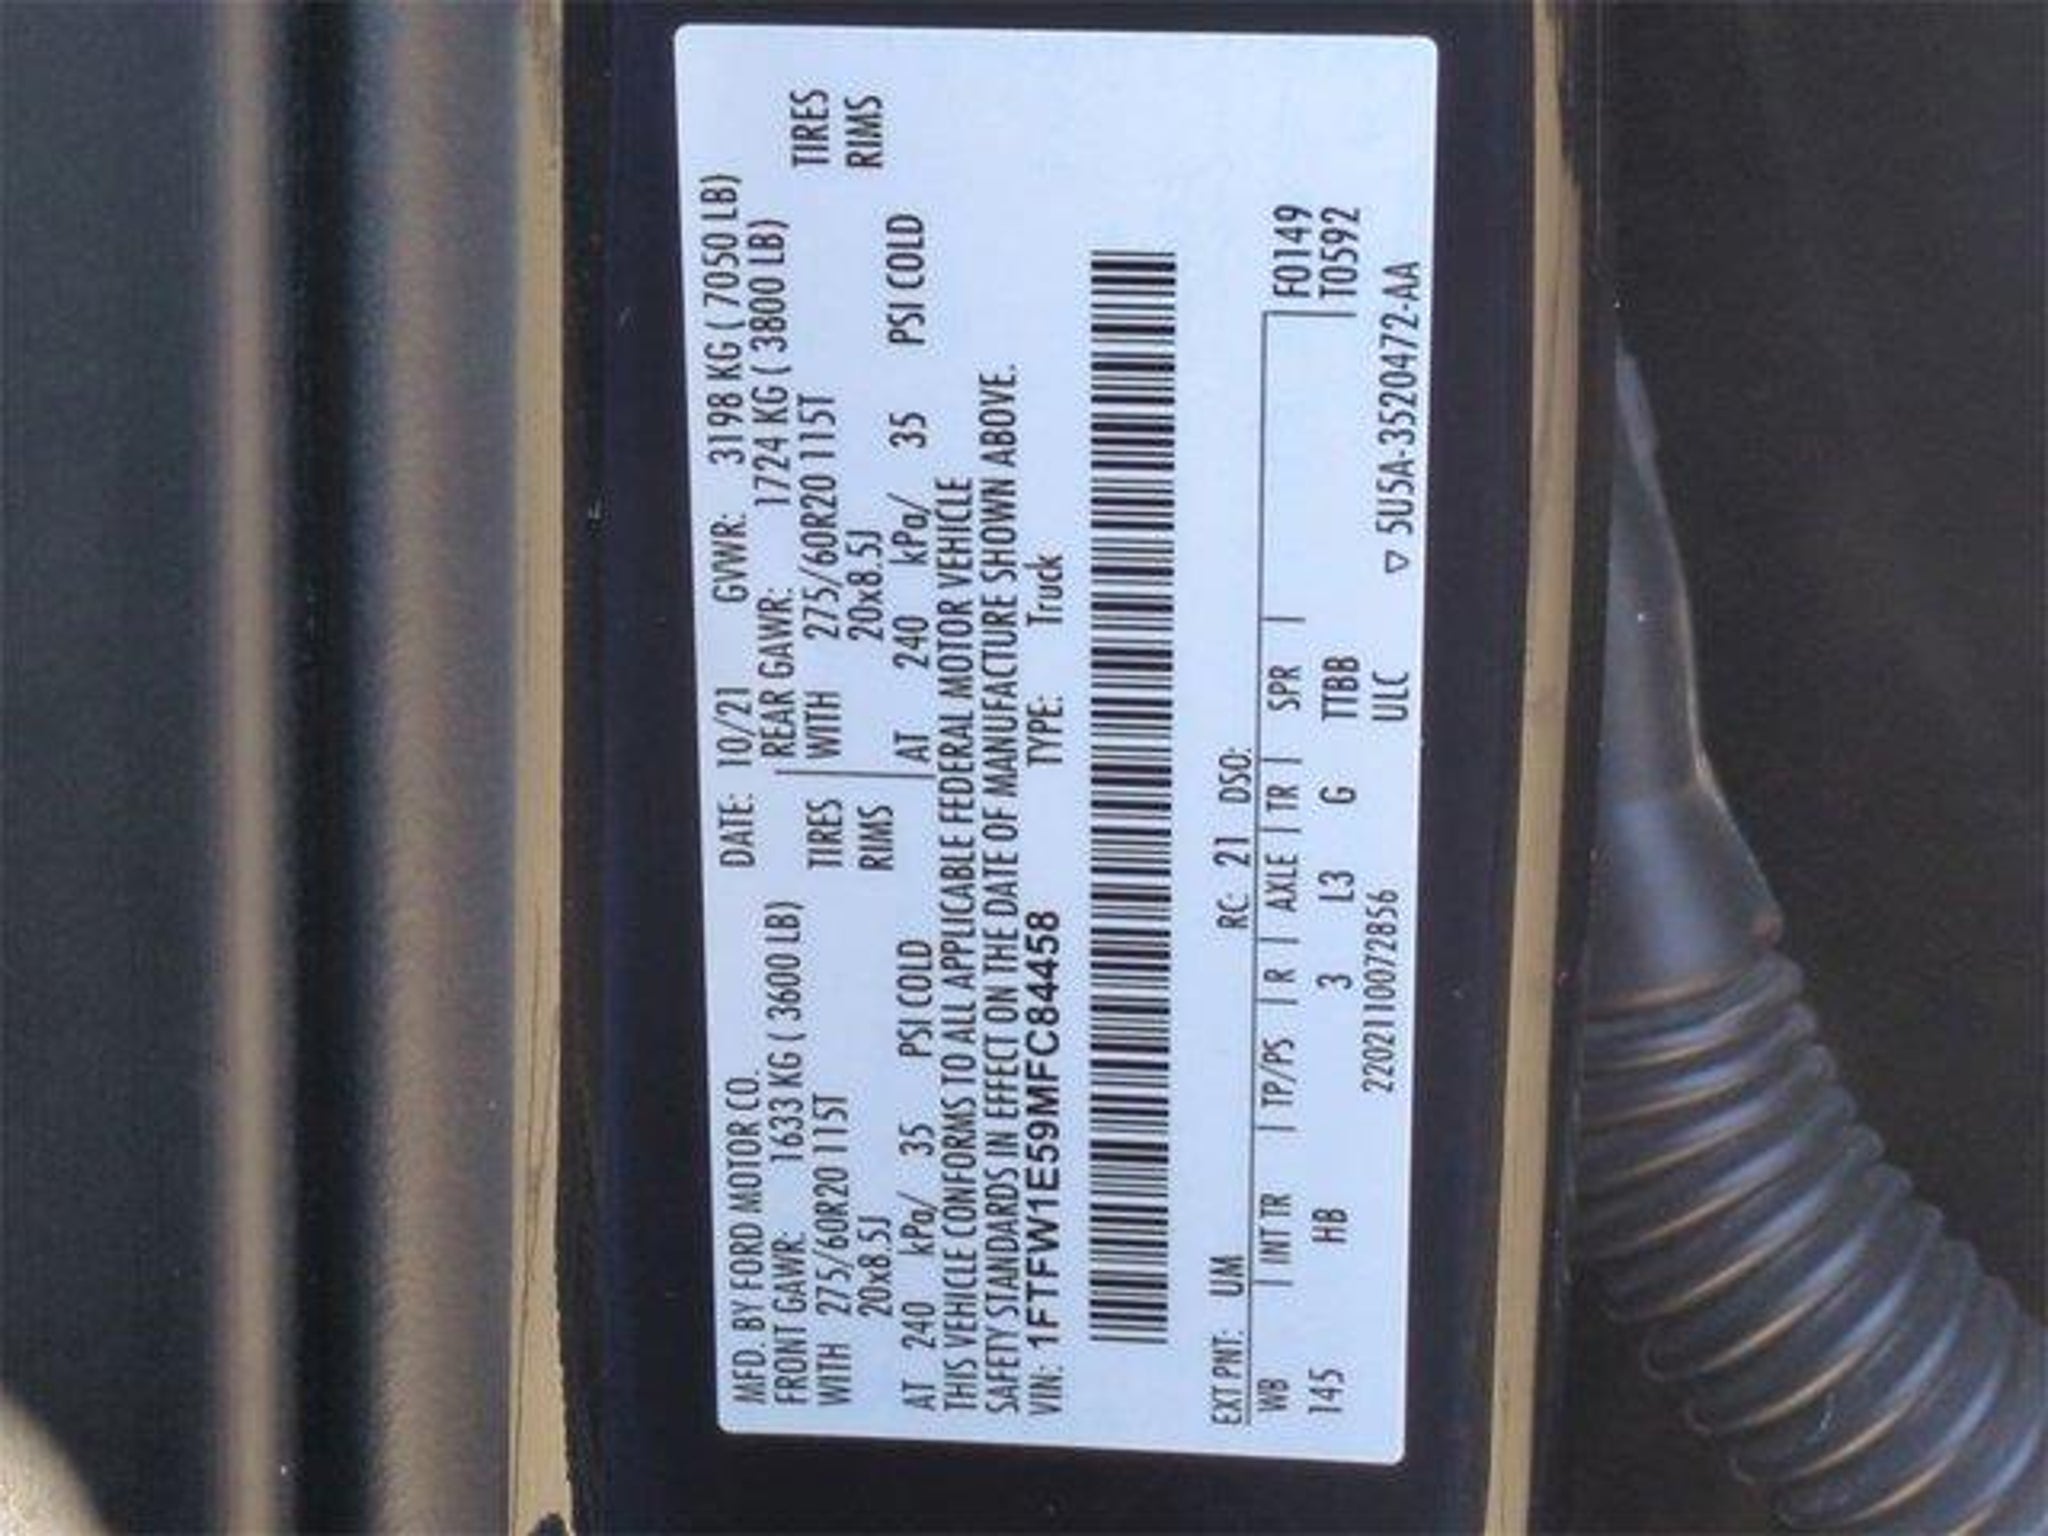 MFD. BY FORD MOTOR CO. DATE: 10/21 GVWR: 3198 KG ( 7050 LB)
FRONT GAWR: 1633 KG ( 3600 LB) REAR GAWR: 1724 KG ( 3800 LB)
WITH 275/60R20 115T TIRES WITH 275/60R20 115T TIRES
20x8.5J RIMS 20x8.5J RIMS
AT 240 kPa/ 35 PSI COLD AT 240 kPa/ 35 PSI COLD
THIS VEHICLE CONFORMS TO ALL APPLICABLE FEDERAL MOTOR VEHICLE
SAFETY STANDARDS IN EFFECT ON THE DATE OF MANUFACTURE SHOWN ABOVE.
VIN: 1FTFW1E59MFC84458 TYPE: Truck
EXT PNT: UM RC: 21 DSO:
WB | INT TR | TP/PS | R | AXLE | TR | SPR | F0149
145 HB 3 L3 G TTBB T0592
2202110072856 ULC ▽ 5U5A-3520472-AA